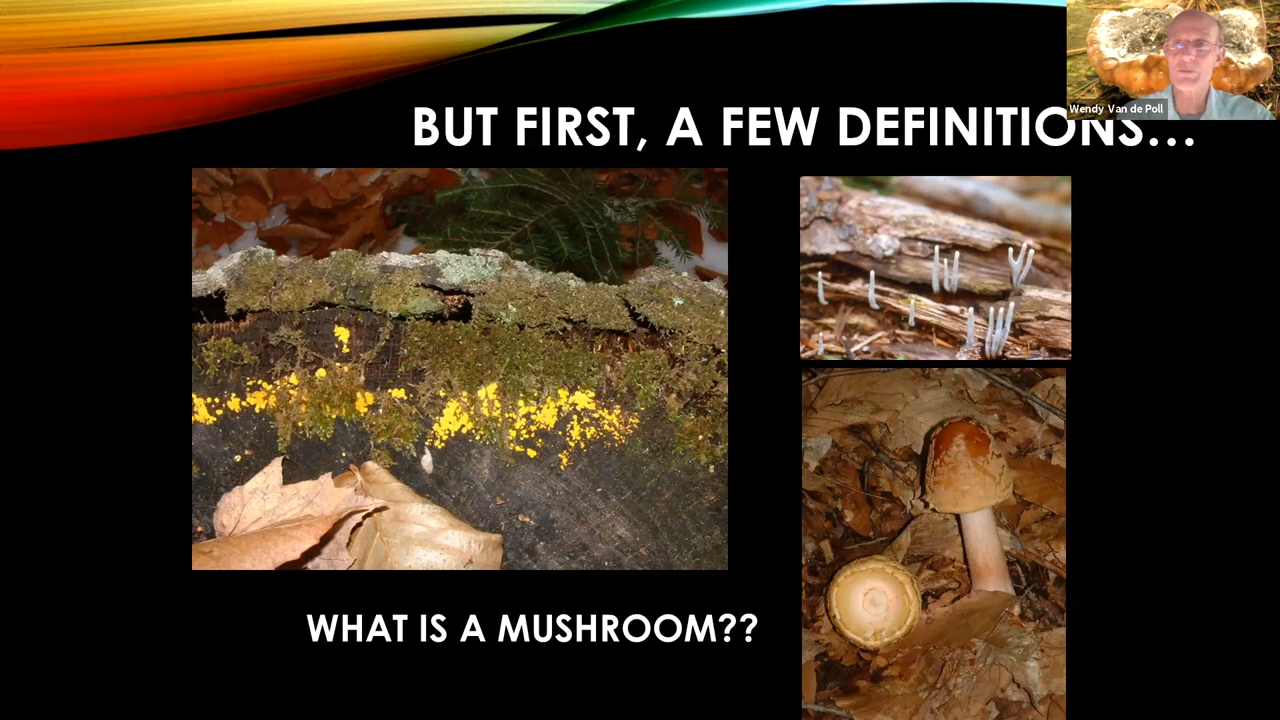 Wendy Van de Poll
BUT FIRST, A FEW DEFINITIONS...
WHAT IS A MUSHROOM??